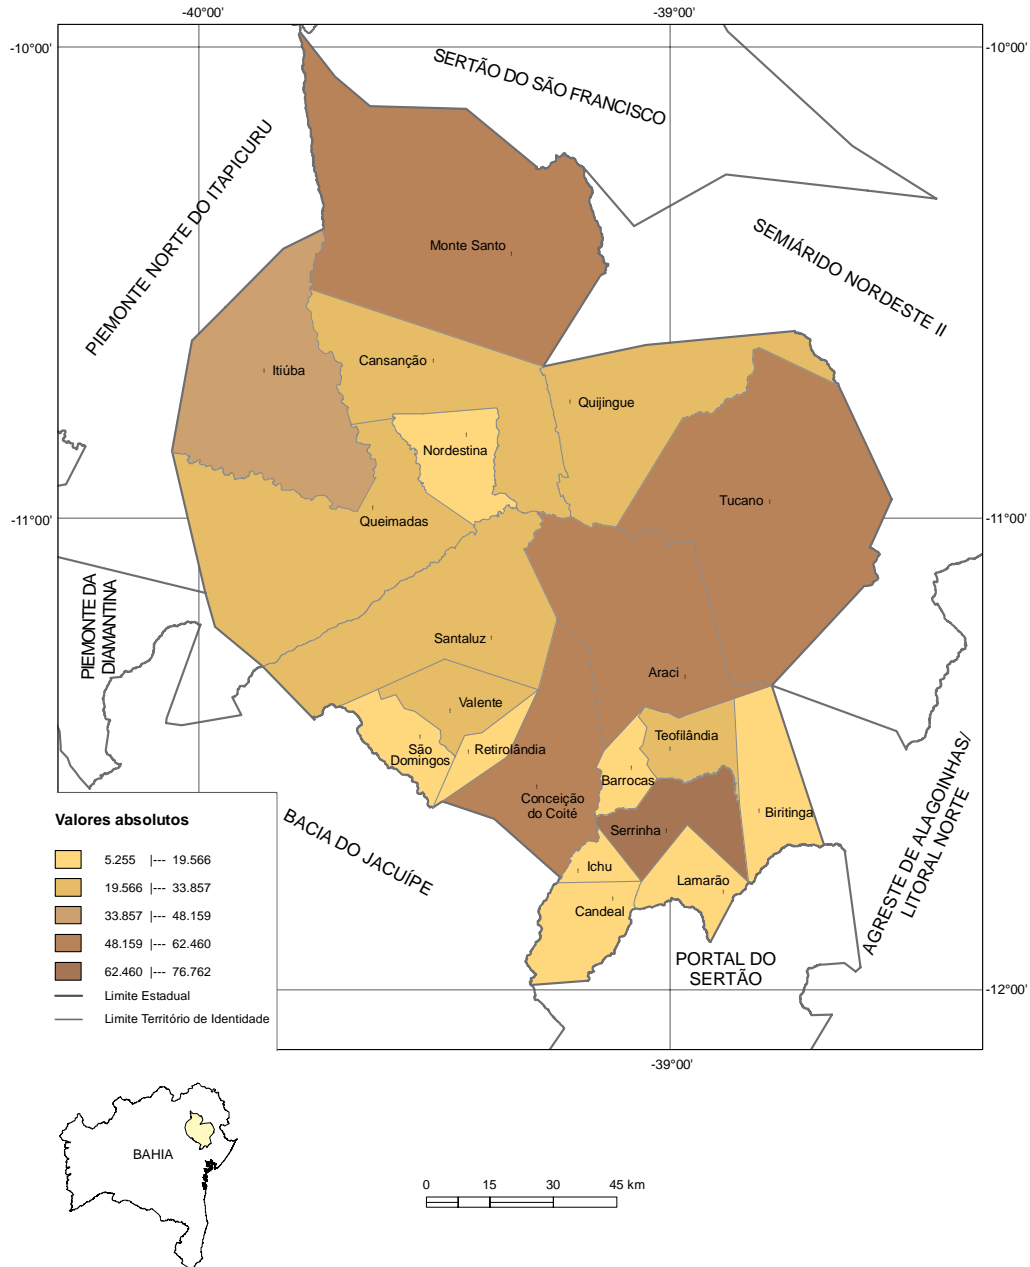 -40°00'
-39°00'
-10°00'
-10°00'
SERTÃO DO SÃO FRANCISCO
PIEMONTE NORTE DO ITAPICURU
SEMIÁRIDO NORDESTE II
Monte Santo
Cansanção
Itiúba
Quijingue
Nordestina
Tucano
-11°00'
Queimadas
-11°00'
PIEMONTE DA
DIAMANTINA
Santaluz
Araci
Valente
Teofilândia
São
Domingos
Retirolândia
Barrocas
Conceição
do Coité
Biritinga
Serrinha
Ichu
Lamarão
Candeal
BACIA DO JACUÍPE
AGRESTE DE ALAGOINHAS/
LITORAL NORTE
PORTAL DO
SERTÃO
-12°00'
-39°00'
Valores absolutos
5.255 |--- 19.566
19.566 |--- 33.857
33.857 |--- 48.159
48.159 |--- 62.460
62.460 |--- 76.762
Limite Estadual
Limite Território de Identidade
BAHIA
0 15 30 45 km